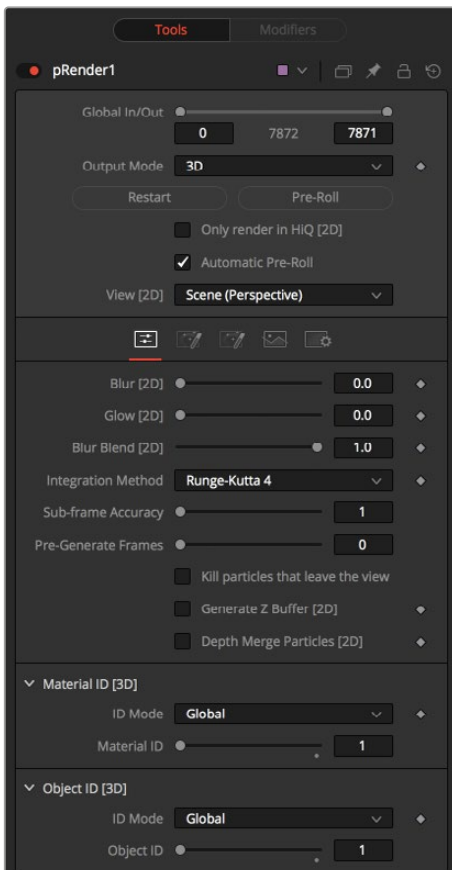 Tools Modifiers
pRender1
Global In/Out
0 7872 7871
Output Mode 3D
Restart Pre-Roll
Only render in HiQ [2D]
Automatic Pre-Roll
View [2D] Scene (Perspective)
Blur [2D] 0.0
Glow [2D] 0.0
Blur Blend [2D] 1.0
Integration Method Runge-Kutta 4
Sub-frame Accuracy 1
Pre-Generate Frames 0
Kill particles that leave the view
Generate Z Buffer [2D]
Depth Merge Particles [2D]
Material ID [3D]
ID Mode Global
Material ID 1
Object ID [3D]
ID Mode Global
Object ID 1